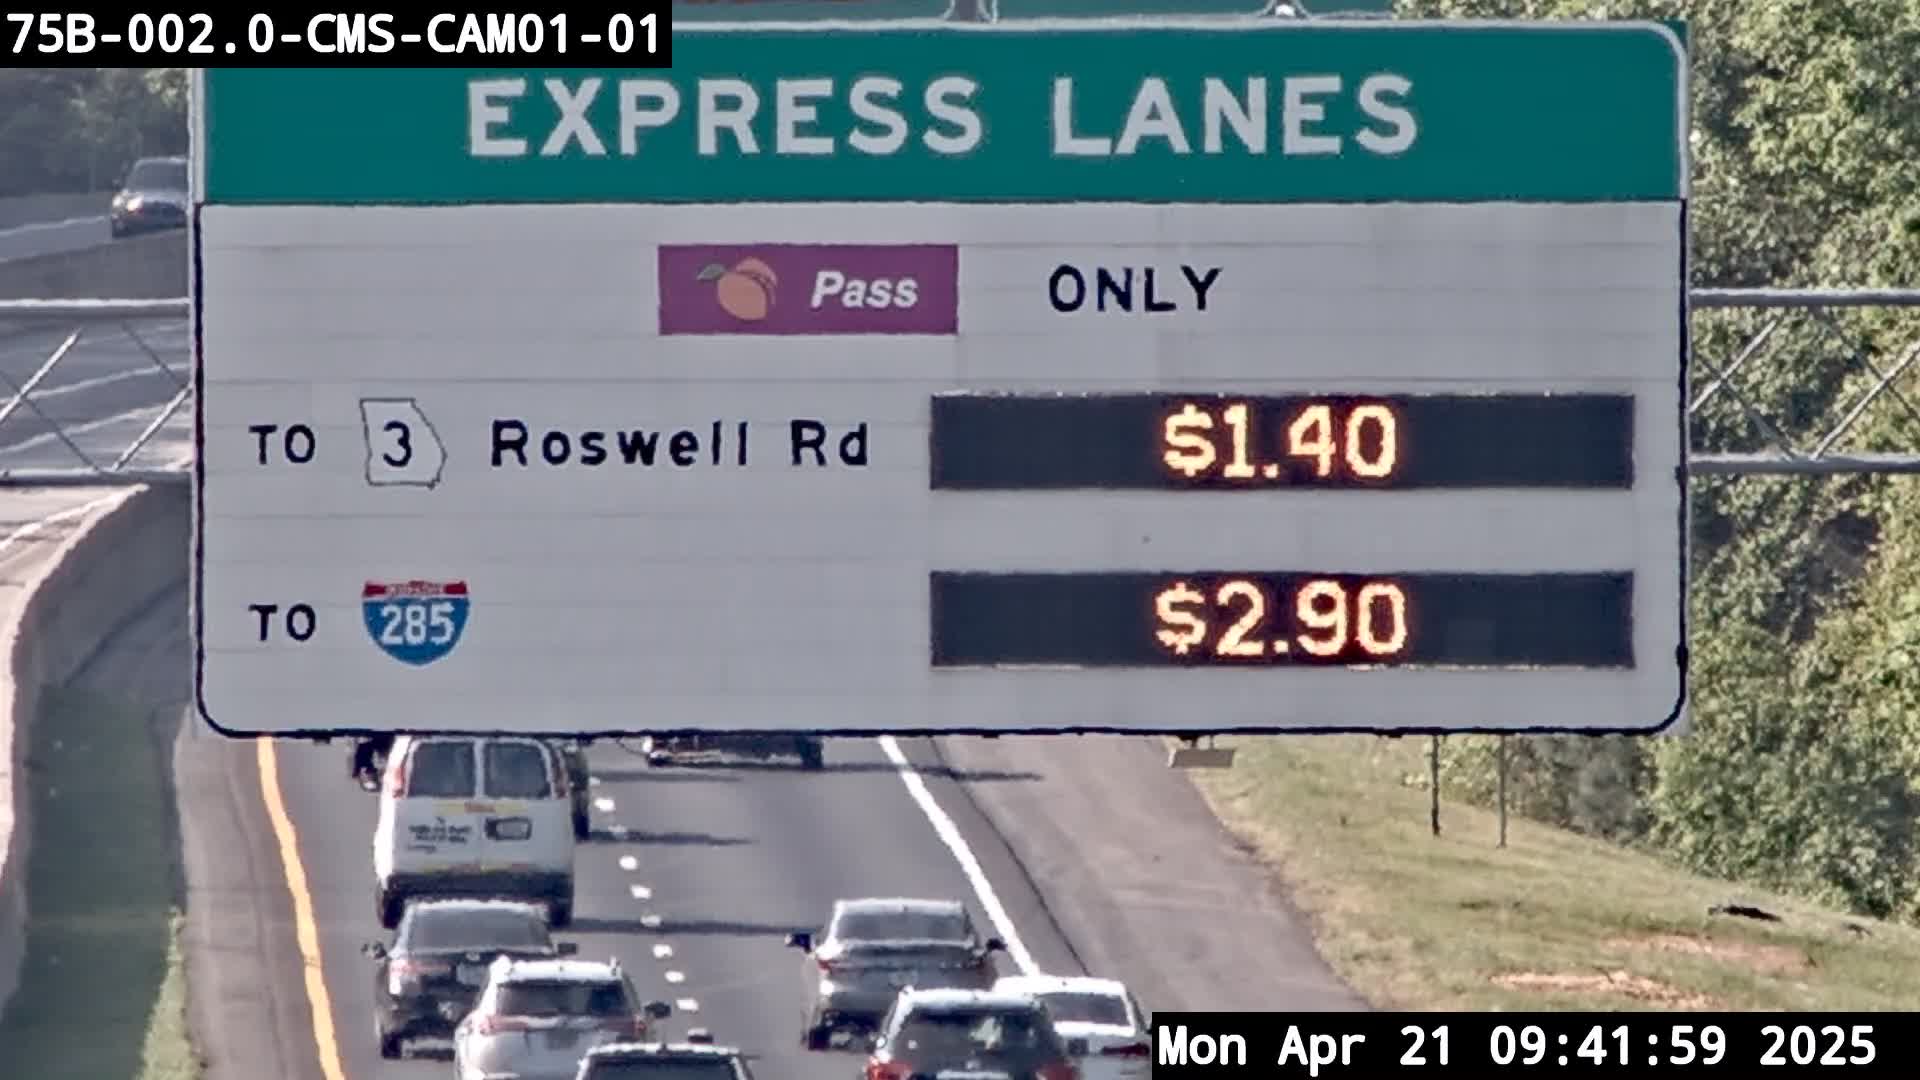 75B-002.0-CMS-CAM01-01
EXPRESS LANES
Pass ONLY
TO 3 Roswell Rd $1.40
TO 285 $2.90
Mon Apr 21 09:41:59 2025